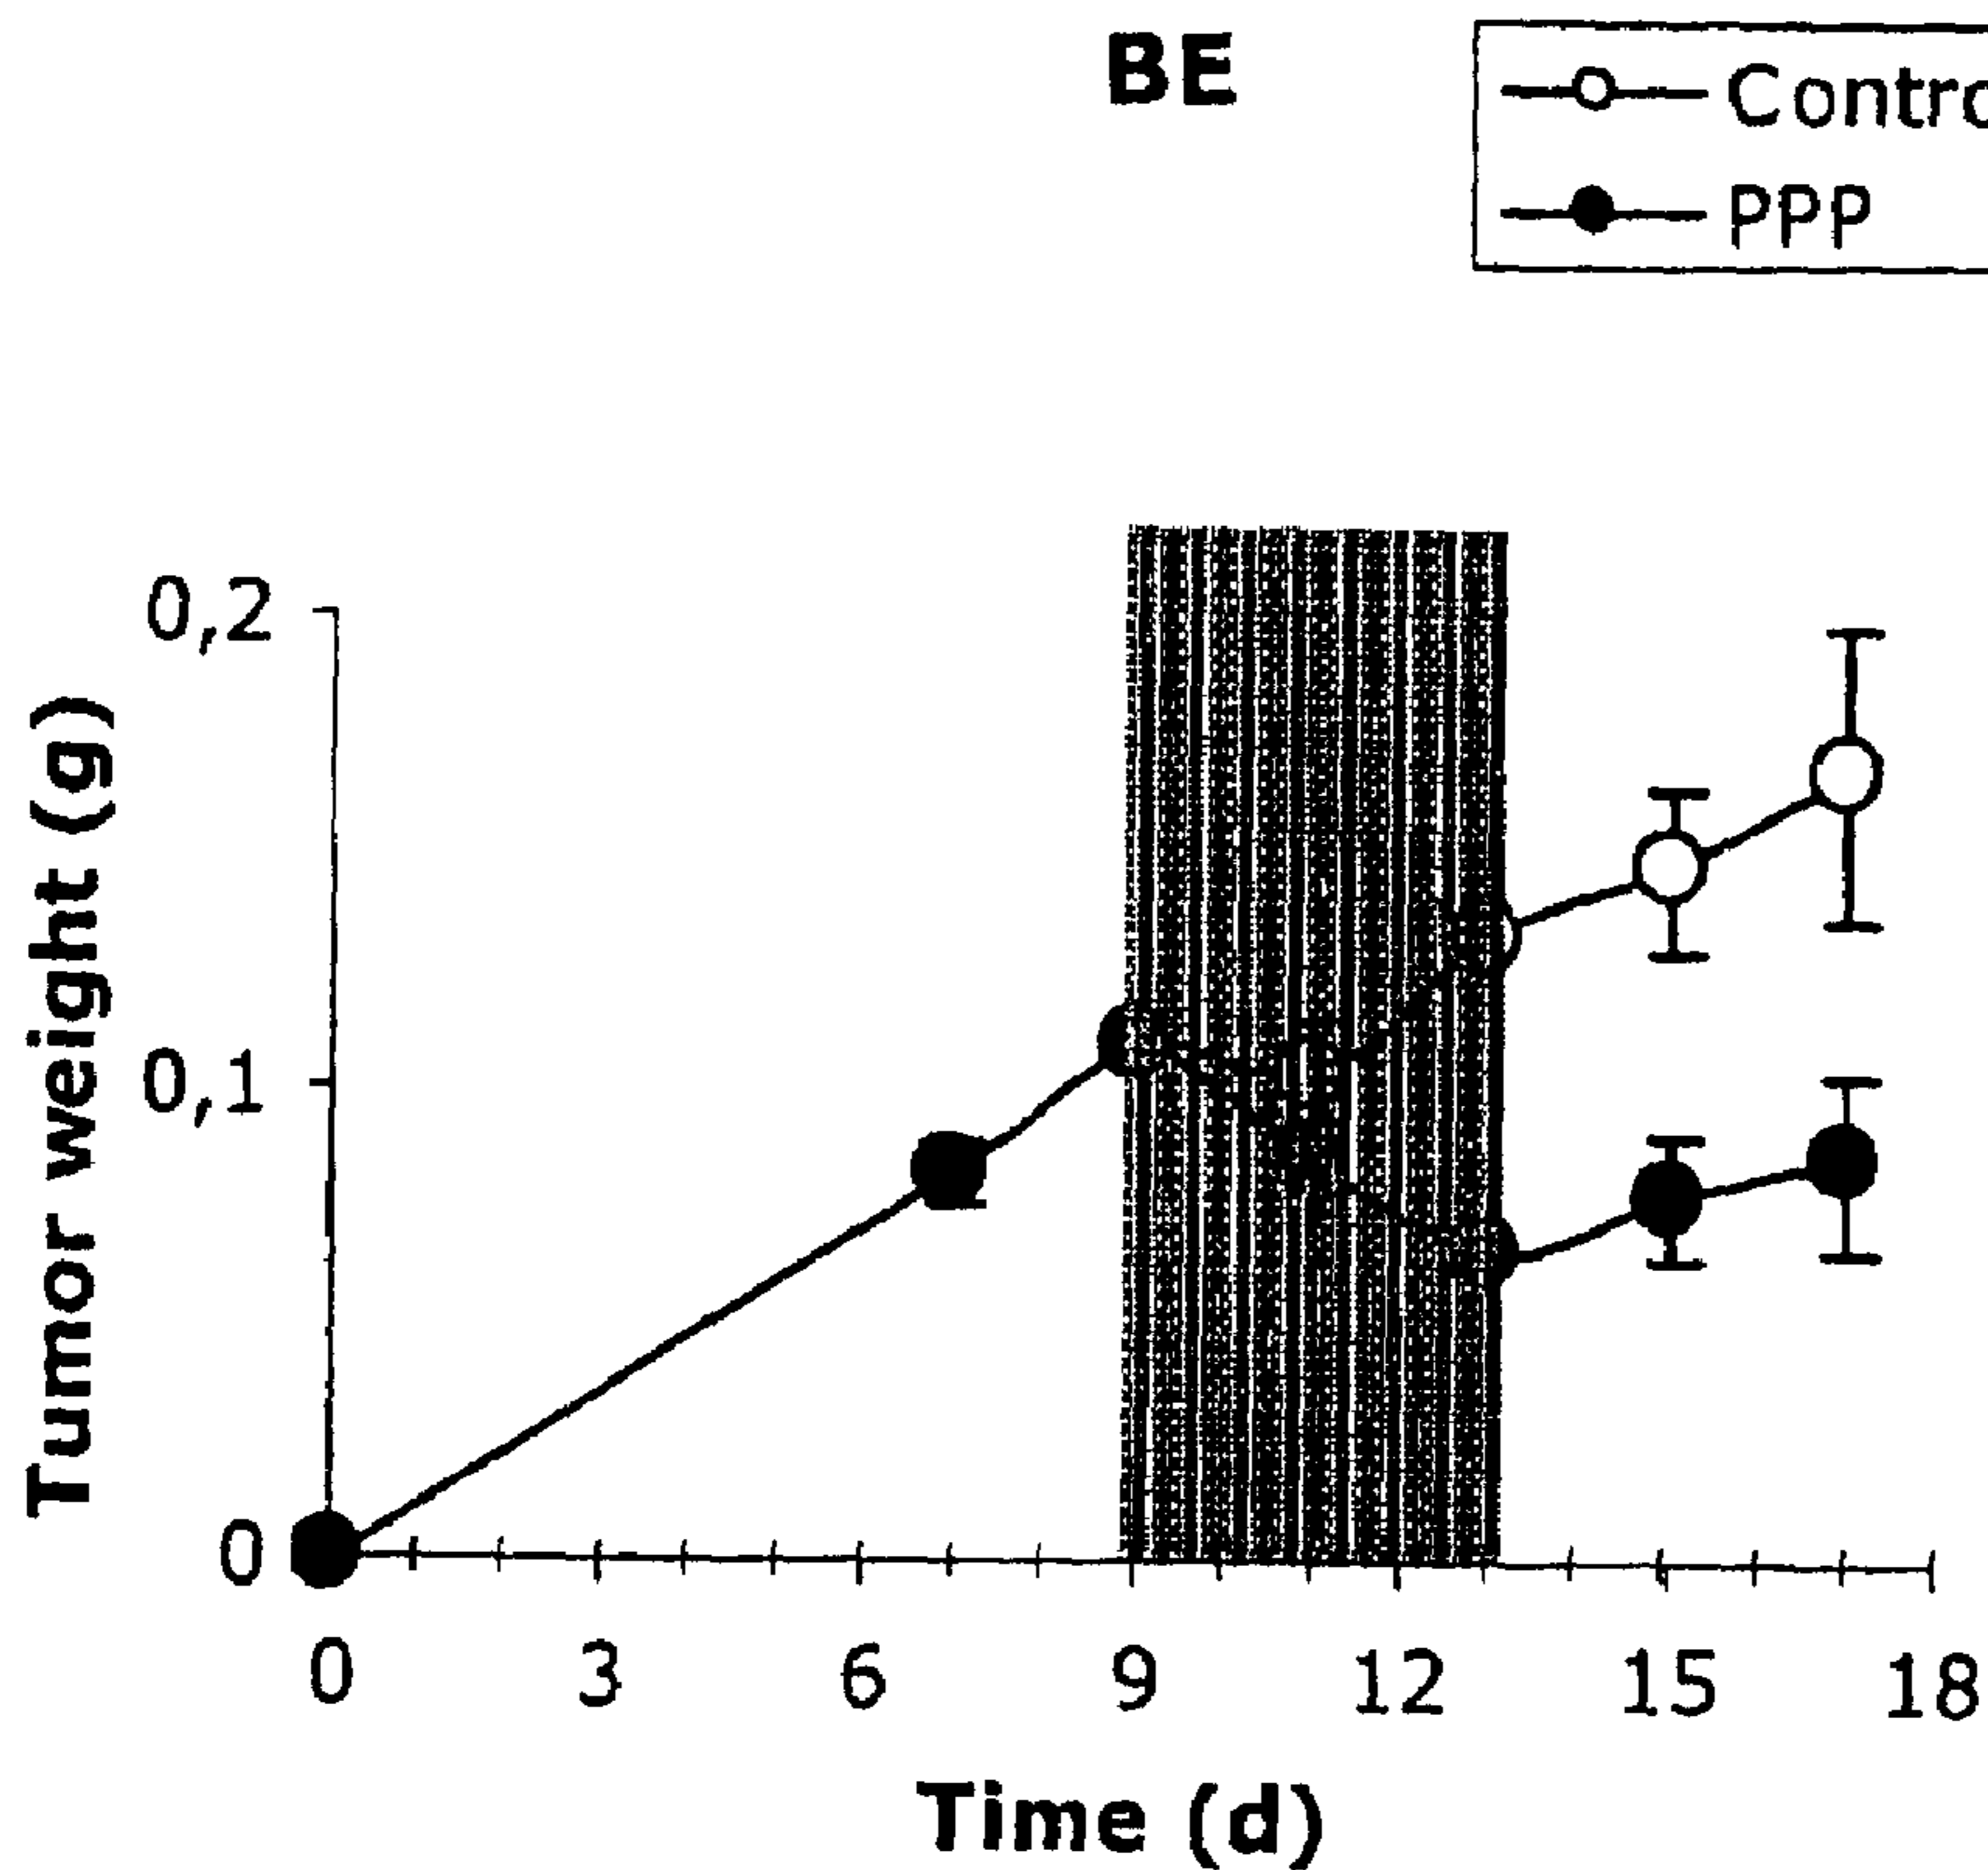 BE
Contro
PPP
Tumor weight (g)
0,2
0,1
0
0 3 6 9 12 15 18
Time (d)